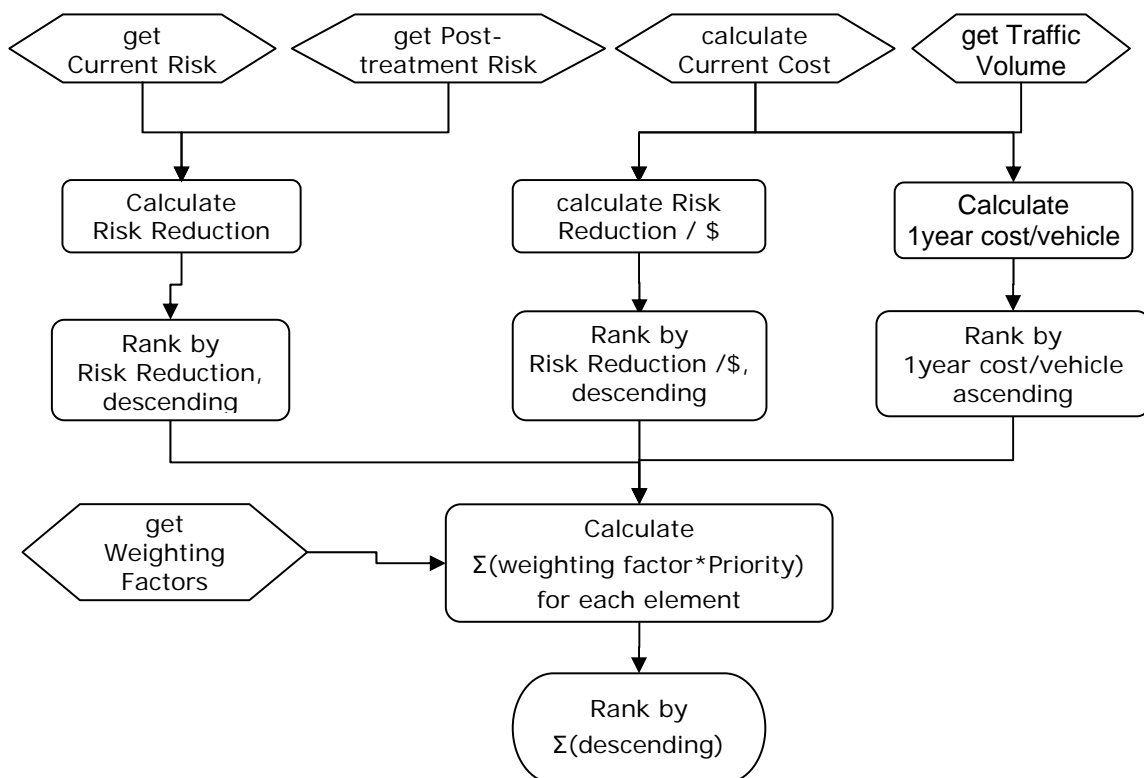 get
Current Risk
get Post-
treatment Risk
calculate
Current Cost
get Traffic
Volume
Calculate
Risk Reduction
calculate Risk
Reduction / $
Calculate
1year cost/vehicle
Rank by
Risk Reduction,
descending
Rank by
Risk Reduction /$,
descending
Rank by
1year cost/vehicle
ascending
get
Weighting
Factors
Calculate
Σ(weighting factor*Priority)
for each element
Rank by
Σ(descending)